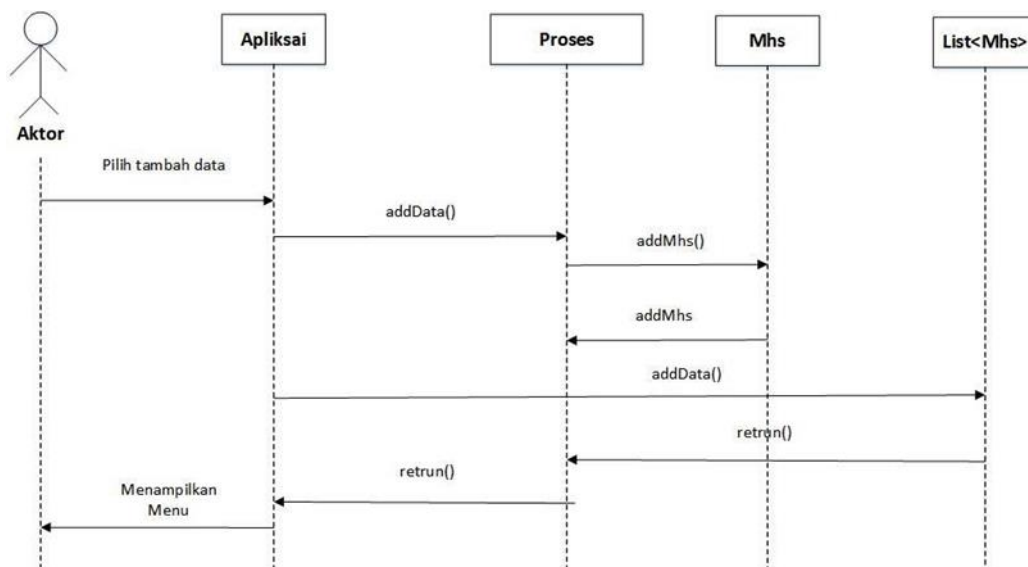 Apliksai
Proses
Mhs
List<Mhs>
Aktor
Pilih tambah data
addData()
addMhs()
addMhs
addData()
retrun()
retrun()
Menampilkan
Menu